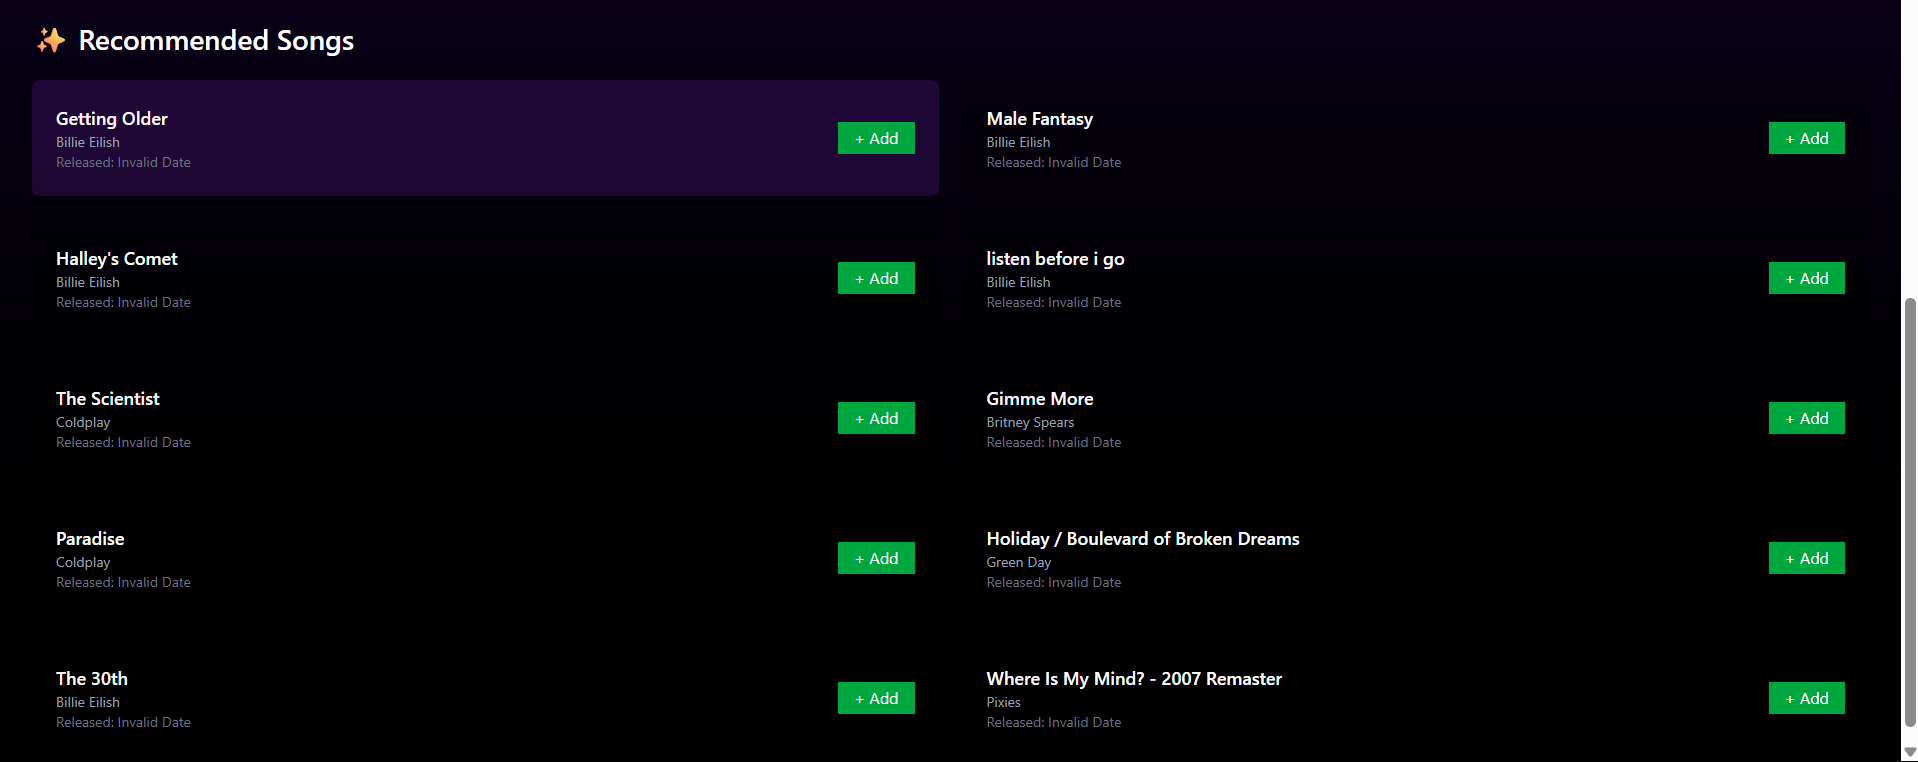 ✨ Recommended Songs
Getting Older
Billie Eilish
Released: Invalid Date
+ Add
Male Fantasy
Billie Eilish
Released: Invalid Date
+ Add
Halley's Comet
Billie Eilish
Released: Invalid Date
+ Add
listen before i go
Billie Eilish
Released: Invalid Date
+ Add
The Scientist
Coldplay
Released: Invalid Date
+ Add
Gimme More
Britney Spears
Released: Invalid Date
+ Add
Paradise
Coldplay
Released: Invalid Date
+ Add
Holiday / Boulevard of Broken Dreams
Green Day
Released: Invalid Date
+ Add
The 30th
Billie Eilish
Released: Invalid Date
+ Add
Where Is My Mind? - 2007 Remaster
Pixies
Released: Invalid Date
+ Add